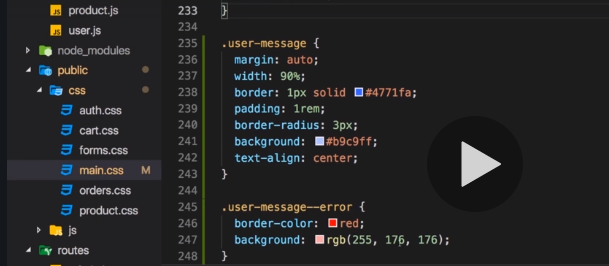 product.js
user.js
node_modules
public
css
auth.css
cart.css
forms.css
main.css M
orders.css
product.css
js
routes
233 }
234
235 .user-message {
236 margin: auto;
237 width: 90%;
238 border: 1px solid #4771fa;
239 padding: 1rem;
240 border-radius: 3px;
241 background: #b9c9ff;
242 text-align: center;
243 }
244
245 .user-message--error {
246 border-color: red;
247 background: rgb(255, 176, 176);
248 }